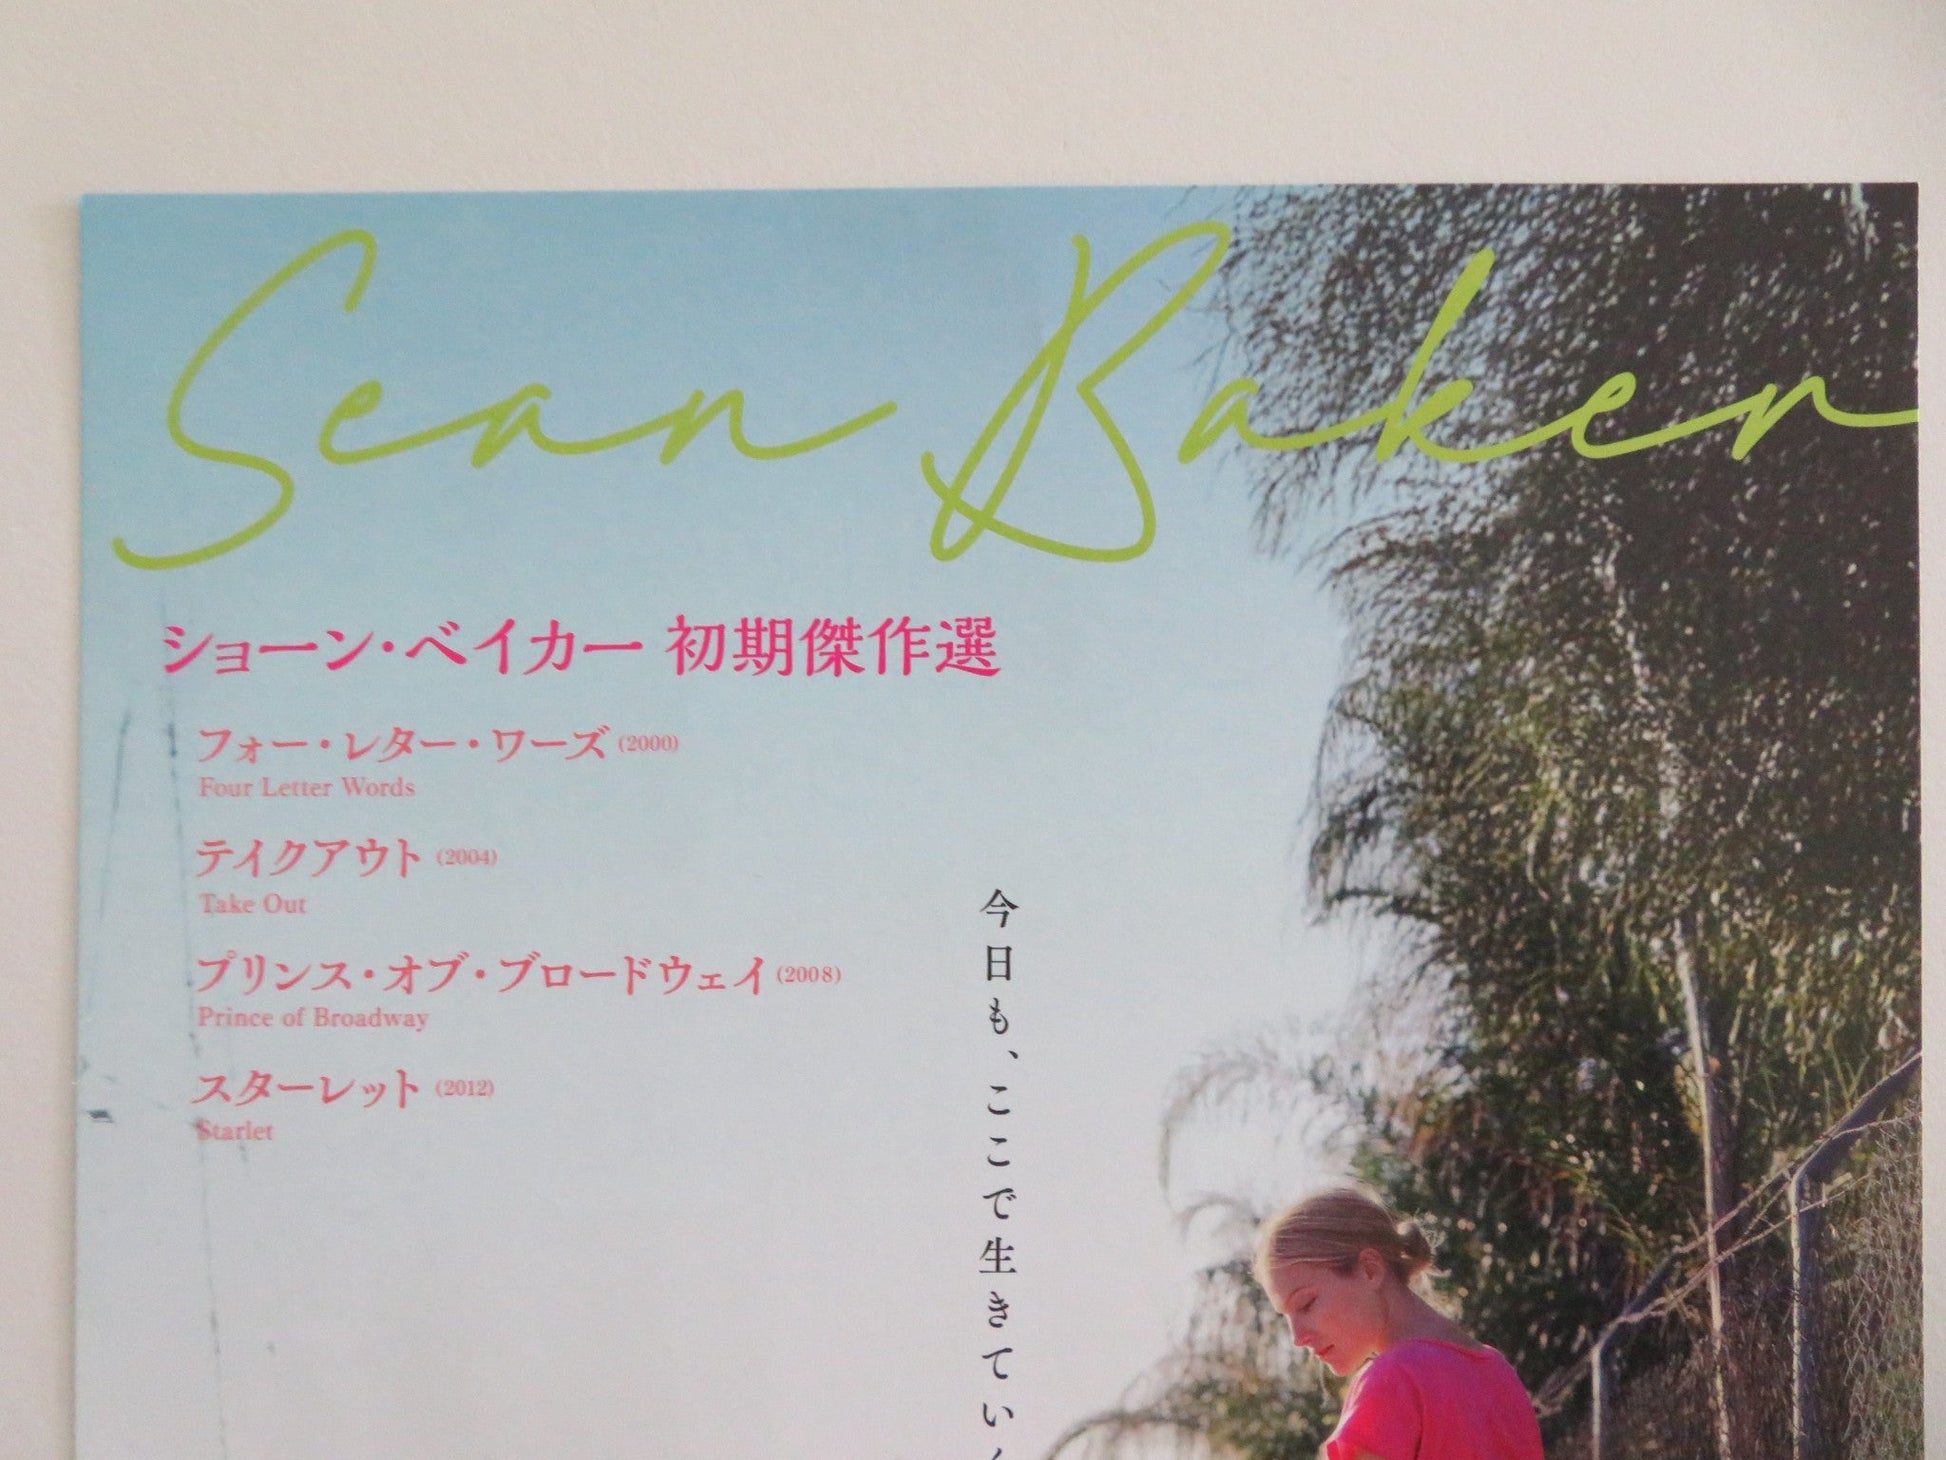 Sean Baker
ショーン・ベイカー 初期傑作選
フォー・レター・ワーズ (2000)
Four Letter Words
テイクアウト (2004)
Take Out
プリンス・オブ・ブロードウェイ (2008)
Prince of Broadway
スターレット (2012)
Starlet
今日も、ここで生きてい